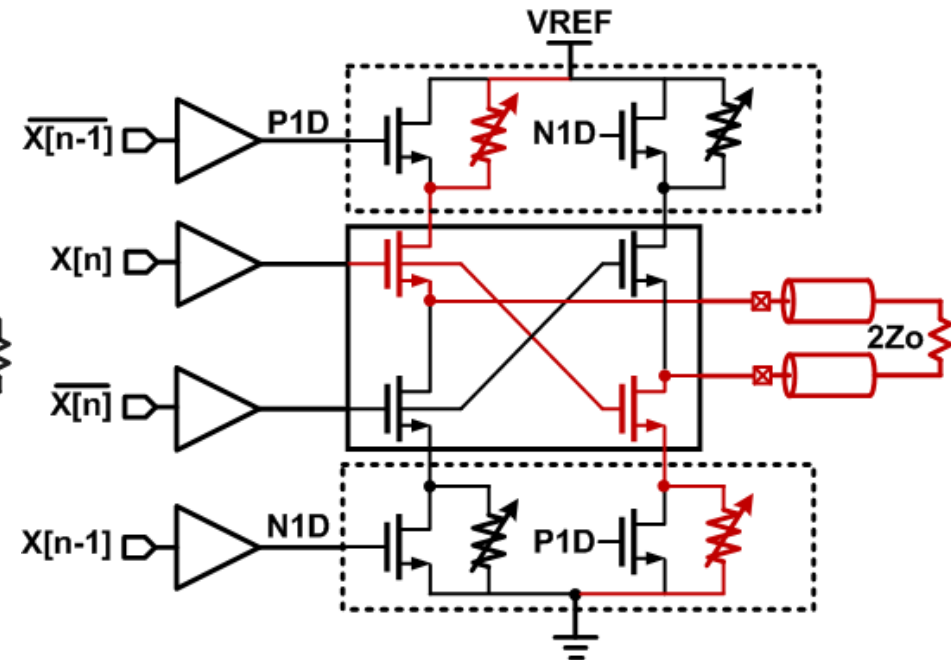 VREF
X̅[̅n̅-̅1̅]̅ P1D N1D
X[n]
2Zo
X̅[̅n̅]̅
X[n-1] N1D P1D